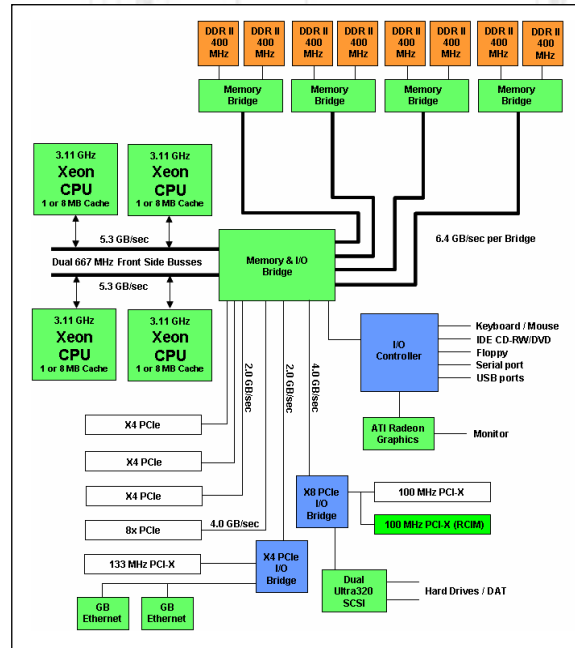 DDR II
400
MHz
DDR II
400
MHz
DDR II
400
MHz
DDR II
400
MHz
DDR II
400
MHz
DDR II
400
MHz
DDR II
400
MHz
DDR II
400
MHz
Memory
Bridge
Memory
Bridge
Memory
Bridge
Memory
Bridge
3.11 GHz
Xeon
CPU
1 or 8 MB Cache
3.11 GHz
Xeon
CPU
1 or 8 MB Cache
5.3 GB/sec
Dual 667 MHz Front Side Busses
5.3 GB/sec
Memory & I/O
Bridge
6.4 GB/sec per Bridge
3.11 GHz
Xeon
CPU
1 or 8 MB Cache
3.11 GHz
Xeon
CPU
1 or 8 MB Cache
2.0 GB/sec
2.0 GB/sec
4.0 GB/sec
I/O
Controller
Keyboard / Mouse
IDE CD-RW/DVD
Floppy
Serial port
USB ports
ATI Radeon
Graphics
Monitor
X4 PCIe
X4 PCIe
X4 PCIe
8x PCIe
4.0 GB/sec
X8 PCIe
I/O
Bridge
100 MHz PCI-X
100 MHz PCI-X (RCIM)
133 MHz PCI-X
X4 PCIe
I/O
Bridge
GB
Ethernet
GB
Ethernet
Dual
Ultra320
SCSI
Hard Drives / DAT